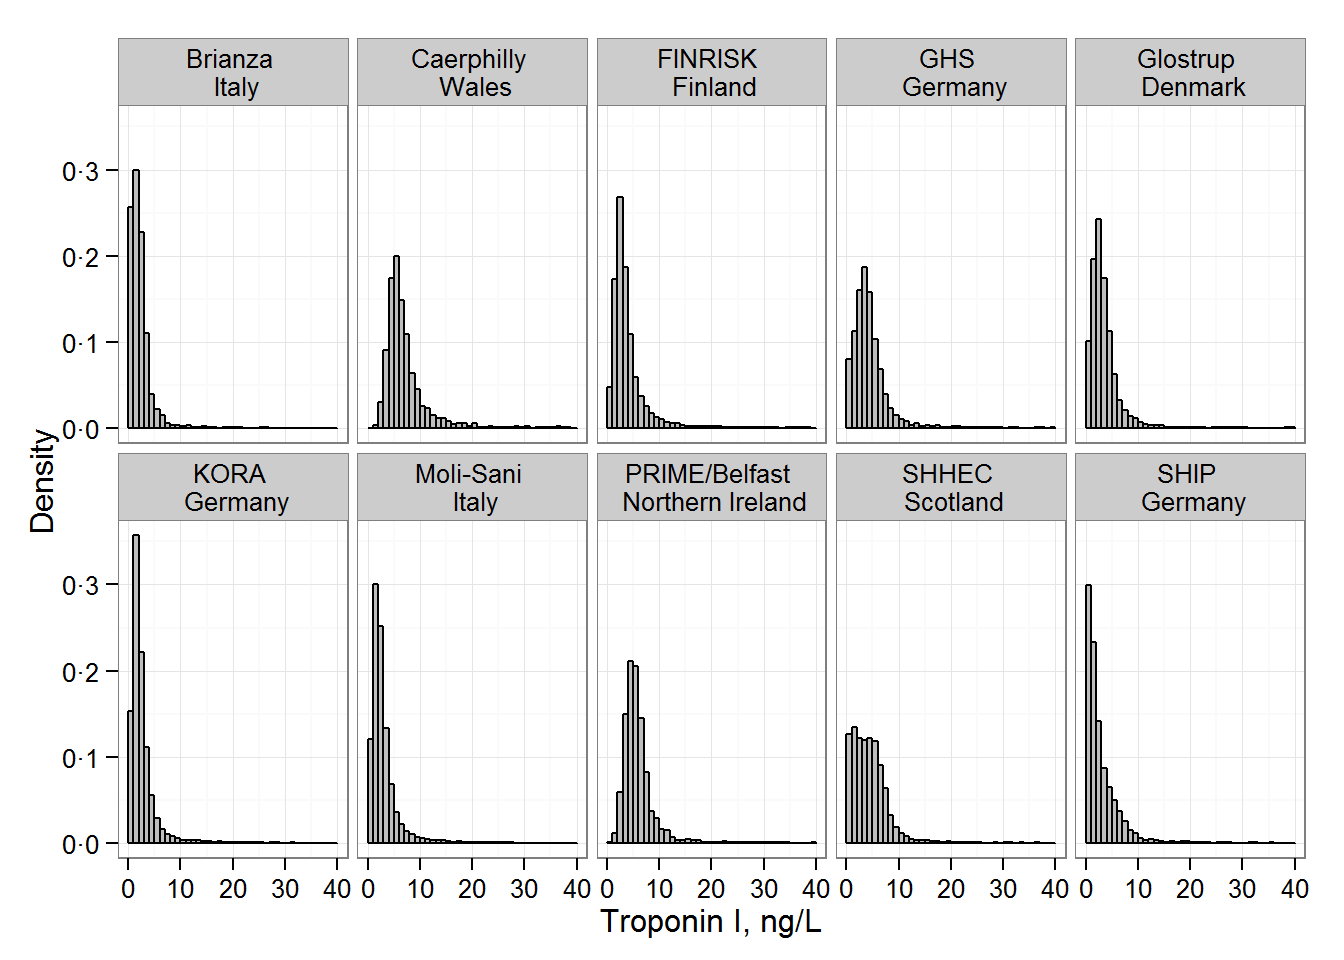 Brianza
Italy
Caerphilly
Wales
FINRISK
Finland
GHS
Germany
Glostrup
Denmark
0·3
0·2
0·1
0·0
Density
KORA
Germany
Moli-Sani
Italy
PRIME/Belfast
Northern Ireland
SHHEC
Scotland
SHIP
Germany
0·3
0·2
0·1
0·0
0 10 20 30 40 0 10 20 30 40 0 10 20 30 40 0 10 20 30 40 0 10 20 30 40
Troponin I, ng/L